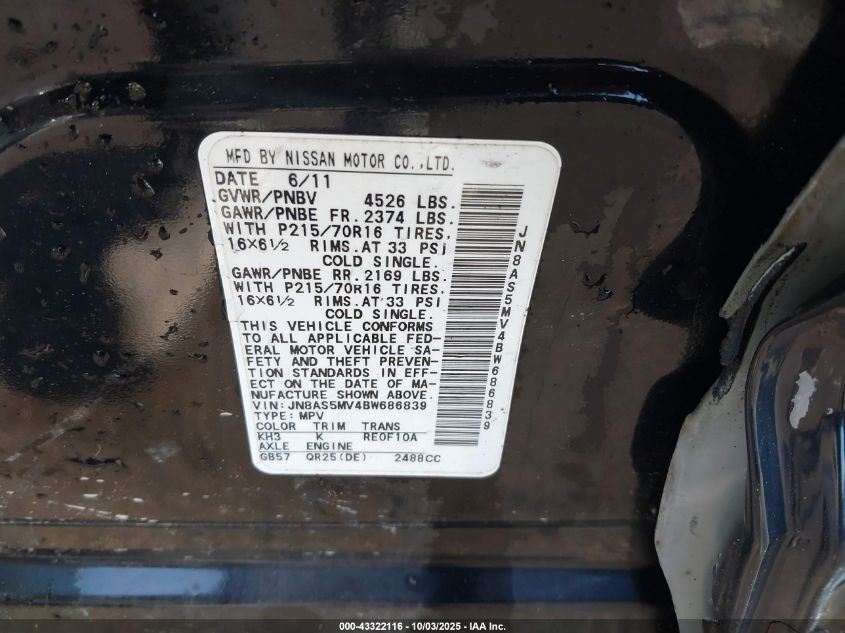 MFD BY NISSAN MOTOR CO.,LTD.
DATE 6/11
GVWR/PNBV 4526 LBS.
GAWR/PNBE FR. 2374 LBS.
WITH P215/70R16 TIRES.
16X6½ RIMS.AT 33 PSI
COLD SINGLE.
GAWR/PNBE RR. 2169 LBS.
WITH P215/70R16 TIRES.
16X6½ RIMS.AT 33 PSI
COLD SINGLE.
THIS VEHICLE CONFORMS
TO ALL APPLICABLE FED-
ERAL MOTOR VEHICLE SA-
FETY AND THEFT PREVEN-
TION STANDARDS IN EFF-
ECT ON THE DATE OF MA-
NUFACTURE SHOWN ABOVE.
VIN: JN8AS5MV4BW686839
TYPE: MPV
COLOR TRIM TRANS
KH3 K RE0F10A
AXLE ENGINE
GB57 QR25(DE) 2488CC
JN8AS5MV4BW686839
000-43322116 - 10/03/2025 - IAA Inc.